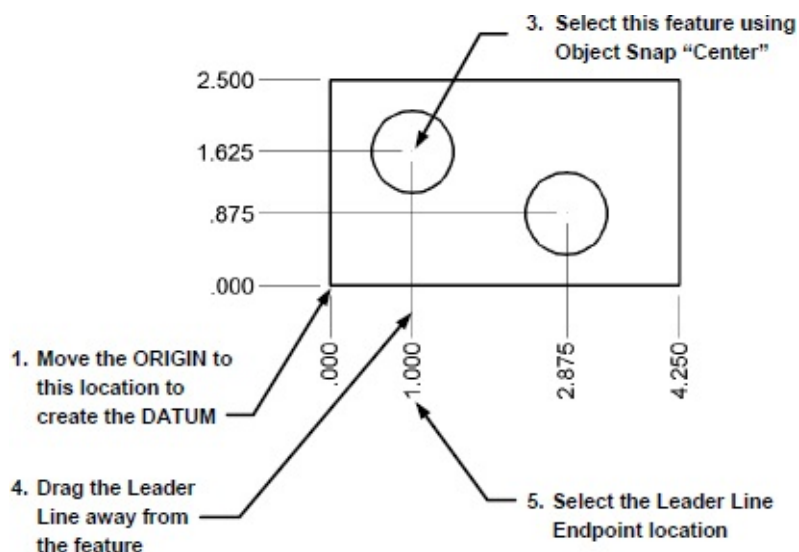 3. Select this feature using
Object Snap “Center”
2.500
1.625
.875
.000
.000
1.000
2.875
4.250
1. Move the ORIGIN to
this location to
create the DATUM
4. Drag the Leader
Line away from
the feature
5. Select the Leader Line
Endpoint location